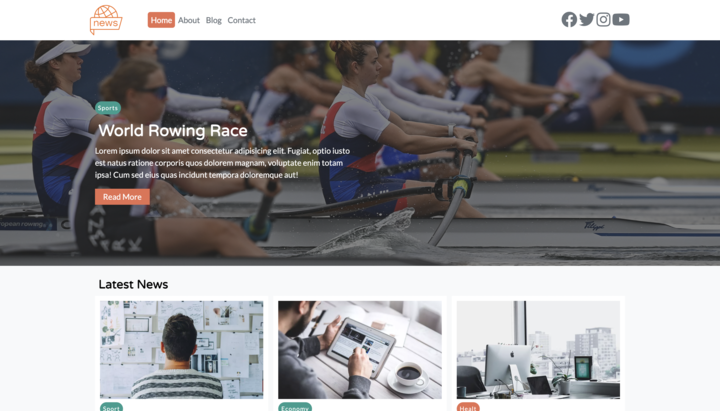 news
Home About Blog Contact
Sports
World Rowing Race
Lorem ipsum dolor sit amet consectetur adipisicing elit. Fugiat, optio iusto
est natus ratione corporis quos dolorem magnam, voluptate enim totam
ipsa! Cum sed eius quas incidunt tempora doloremque aut!
Read More
Latest News
Sport
Economy
Healt